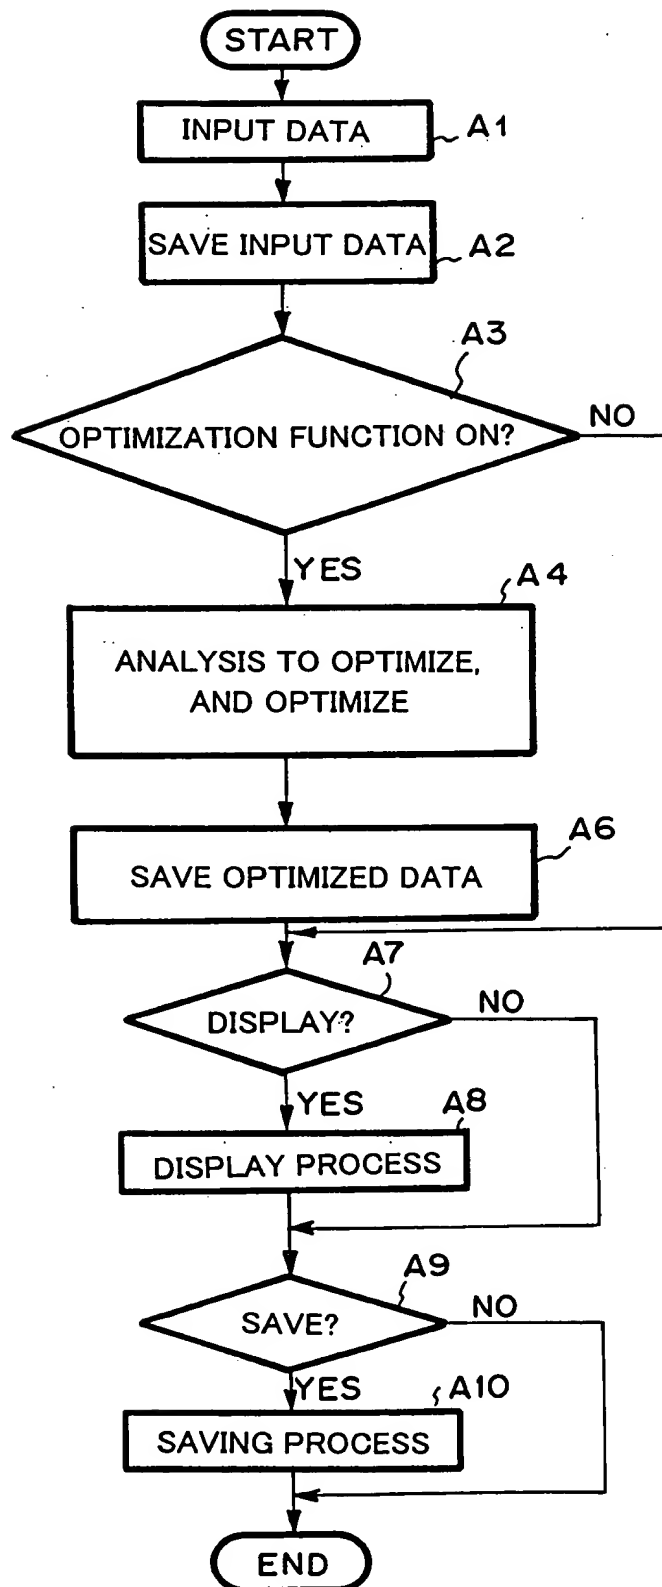 START
INPUT DATA
A1
SAVE INPUT DATA
A2
A3
OPTIMIZATION FUNCTION ON?
NO
YES
A4
ANALYSIS TO OPTIMIZE,
AND OPTIMIZE
A6
SAVE OPTIMIZED DATA
A7
DISPLAY?
NO
YES
A8
DISPLAY PROCESS
A9
SAVE?
NO
YES
A10
SAVING PROCESS
END